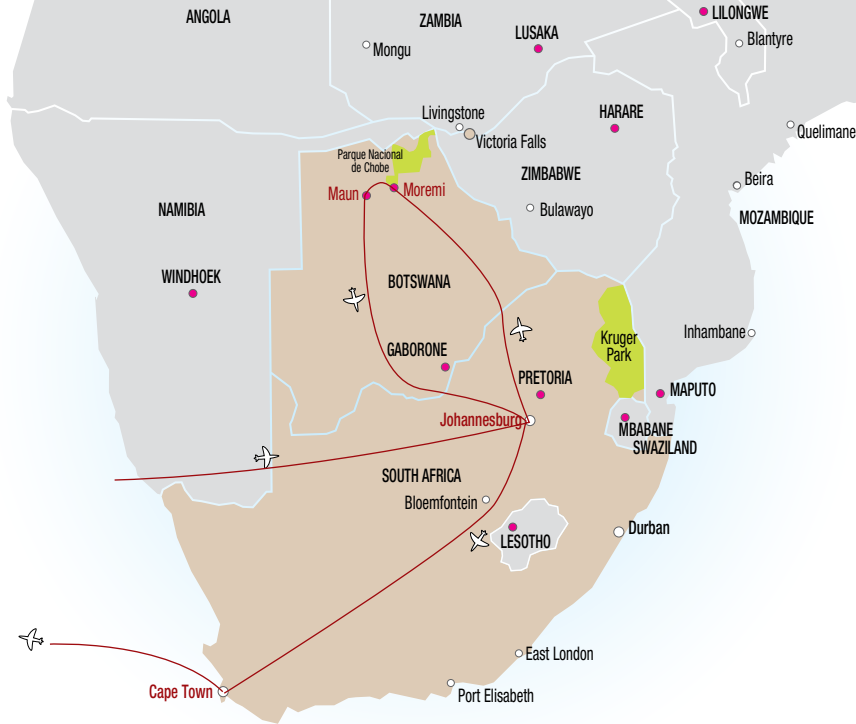 LILONGWE
ANGOLA
ZAMBIA
LUSAKA
Blantyre
Mongu
Livingstone
HARARE
Quelimane
Victoria Falls
Parque Nacional
de Chobe
ZIMBABWE
Beira
Maun
Moremi
NAMIBIA
Bulawayo
MOZAMBIQUE
WINDHOEK
BOTSWANA
Inhambane
Kruger
Park
GABORONE
PRETORIA
MAPUTO
Johannesburg
MBABANE
SWAZILAND
SOUTH AFRICA
Bloemfontein
Durban
LESOTHO
East London
Cape Town
Port Elisabeth